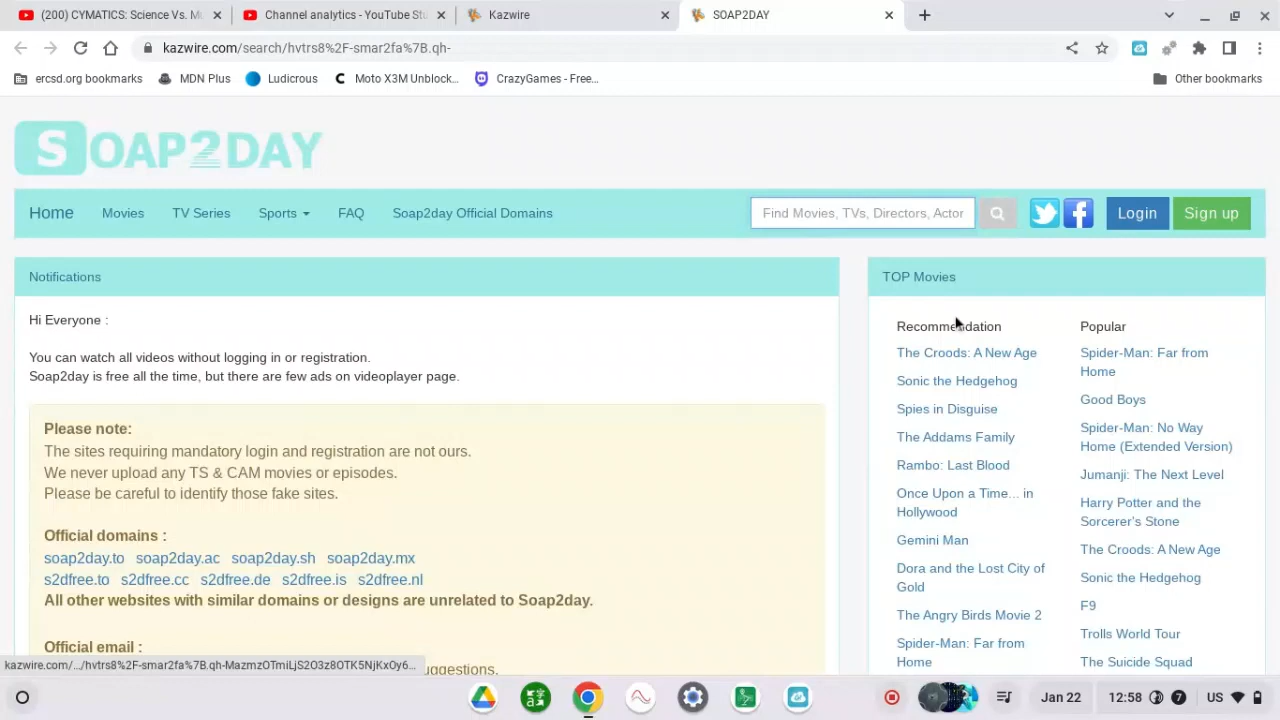 (200) CYMATICS: Science Vs. Mu
Channel analytics - YouTube Stu
Kazwire
SOAP2DAY
kazwire.com/search/hvtrs8%2F-smar2fa%7B.qh-
ercsd.org bookmarks
MDN Plus
Ludicrous
Moto X3M Unblock...
CrazyGames - Free...
Other bookmarks
SOAP2DAY
Home
Movies
TV Series
Sports
FAQ
Soap2day Official Domains
Find Movies, TVs, Directors, Actor
Login
Sign up
Notifications
Hi Everyone :
You can watch all videos without logging in or registration.
Soap2day is free all the time, but there are few ads on videoplayer page.
Please note:
The sites requiring mandatory login and registration are not ours.
We never upload any TS & CAM movies or episodes.
Please be careful to identify those fake sites.
Official domains :
soap2day.to soap2day.ac soap2day.sh soap2day.mx
s2dfree.to s2dfree.cc s2dfree.de s2dfree.is s2dfree.nl
All other websites with similar domains or designs are unrelated to Soap2day.
Official email :
uggestions.
TOP Movies
Recommendation
The Croods: A New Age
Sonic the Hedgehog
Spies in Disguise
The Addams Family
Rambo: Last Blood
Once Upon a Time... in
Hollywood
Gemini Man
Dora and the Lost City of
Gold
The Angry Birds Movie 2
Spider-Man: Far from
Home
Popular
Spider-Man: Far from
Home
Good Boys
Spider-Man: No Way
Home (Extended Version)
Jumanji: The Next Level
Harry Potter and the
Sorcerer's Stone
The Croods: A New Age
Sonic the Hedgehog
F9
Trolls World Tour
The Suicide Squad
kazwire.com/.../hvtrs8%2F-smar2fa%7B.qh-MazmzOTmiLjS2O3z8OTK5NjKxOy6...
Jan 22
12:58
7
US